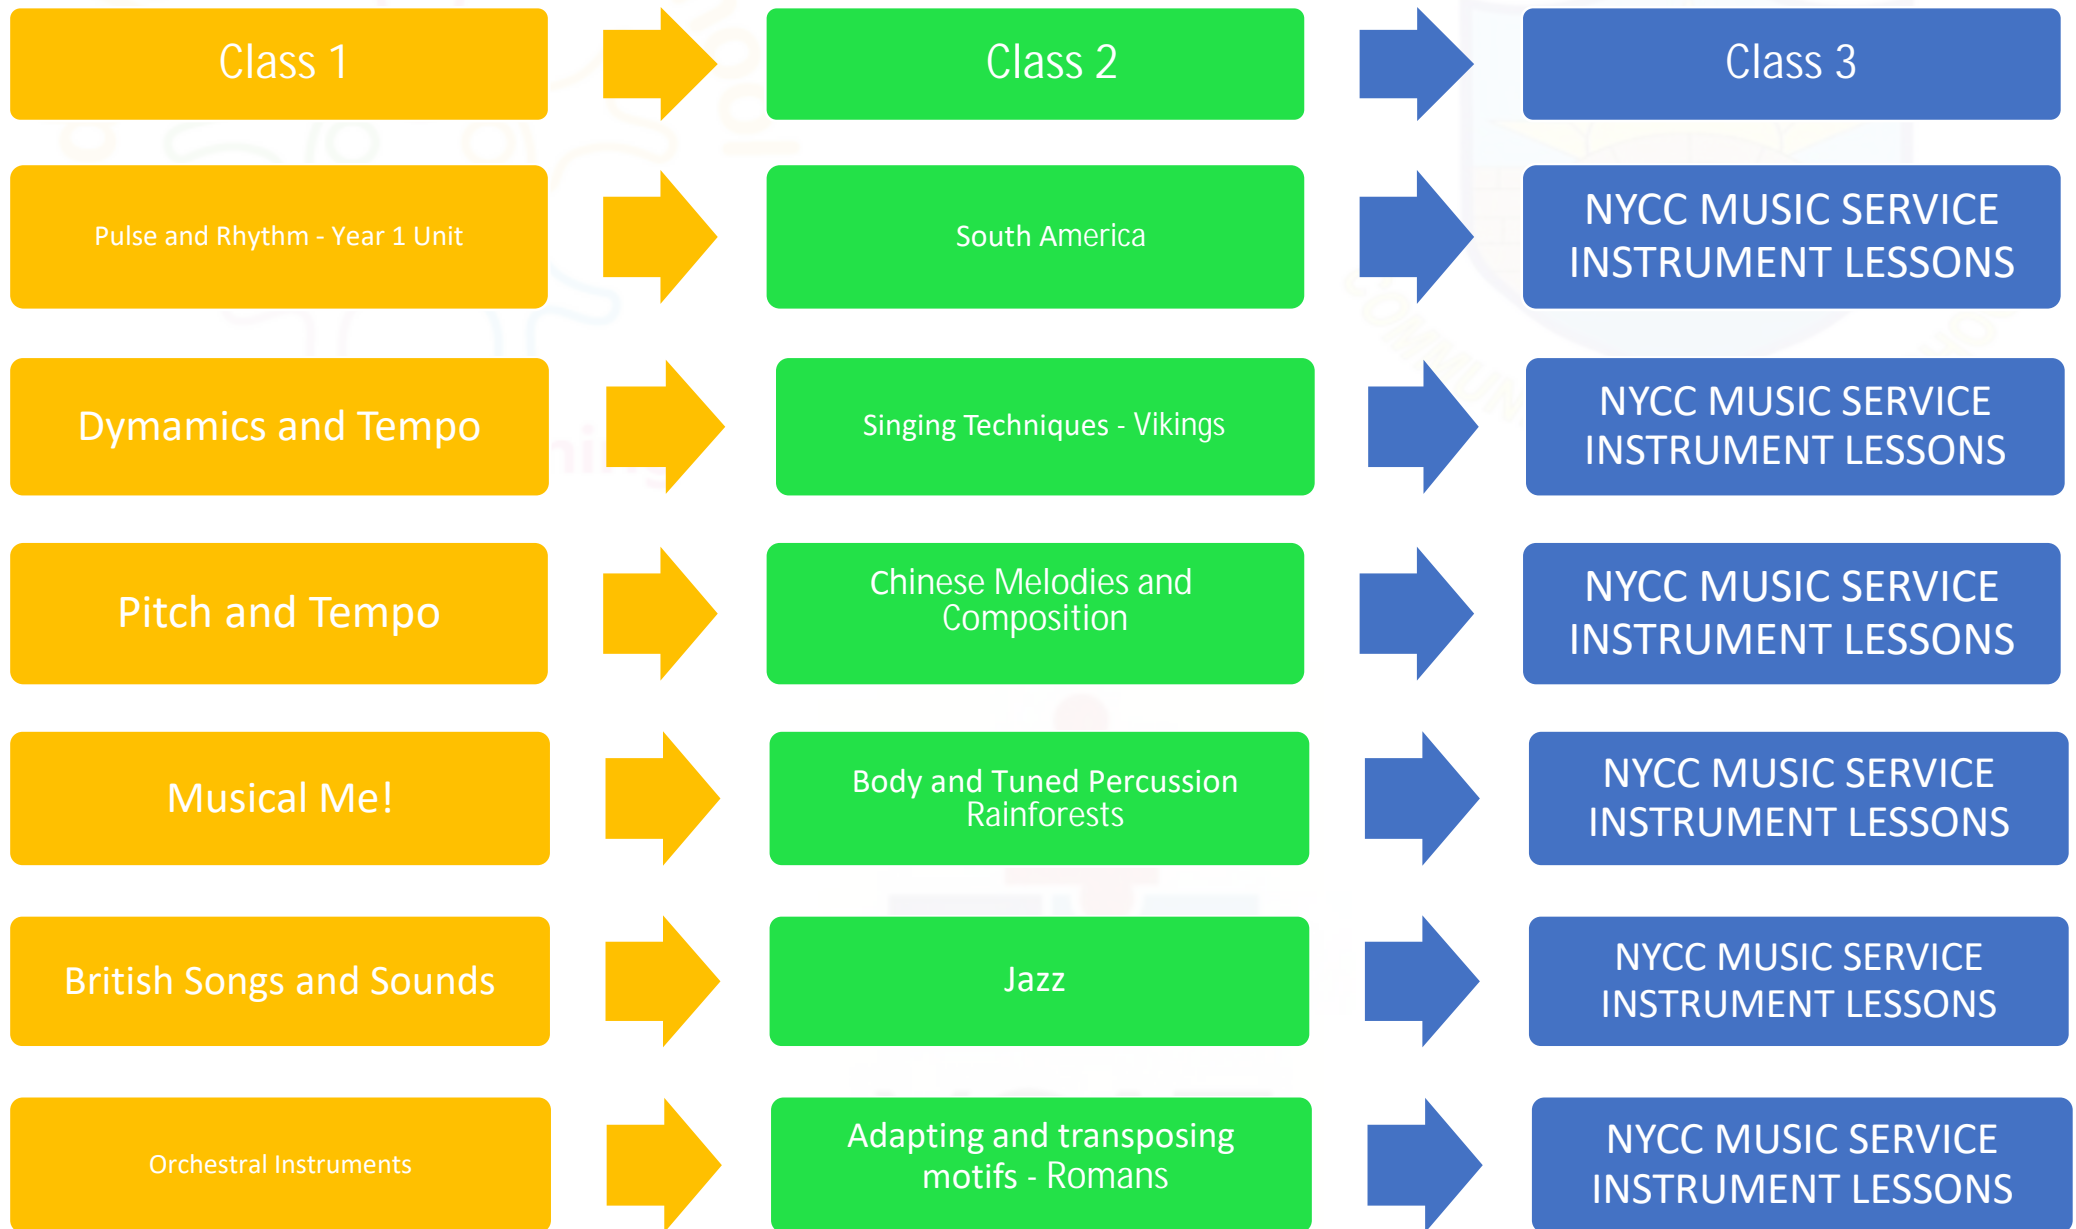 Class 1
Class 2
Class 3
Pulse and Rhythm - Year 1 Unit
South America
NYCC MUSIC SERVICE
INSTRUMENT LESSONS
Dymamics and Tempo
Singing Techniques - Vikings
NYCC MUSIC SERVICE
INSTRUMENT LESSONS
Pitch and Tempo
Chinese Melodies and
Composition
NYCC MUSIC SERVICE
INSTRUMENT LESSONS
Musical Me!
Body and Tuned Percussion
Rainforests
NYCC MUSIC SERVICE
INSTRUMENT LESSONS
British Songs and Sounds
Jazz
NYCC MUSIC SERVICE
INSTRUMENT LESSONS
Orchestral Instruments
Adapting and transposing
motifs - Romans
NYCC MUSIC SERVICE
INSTRUMENT LESSONS